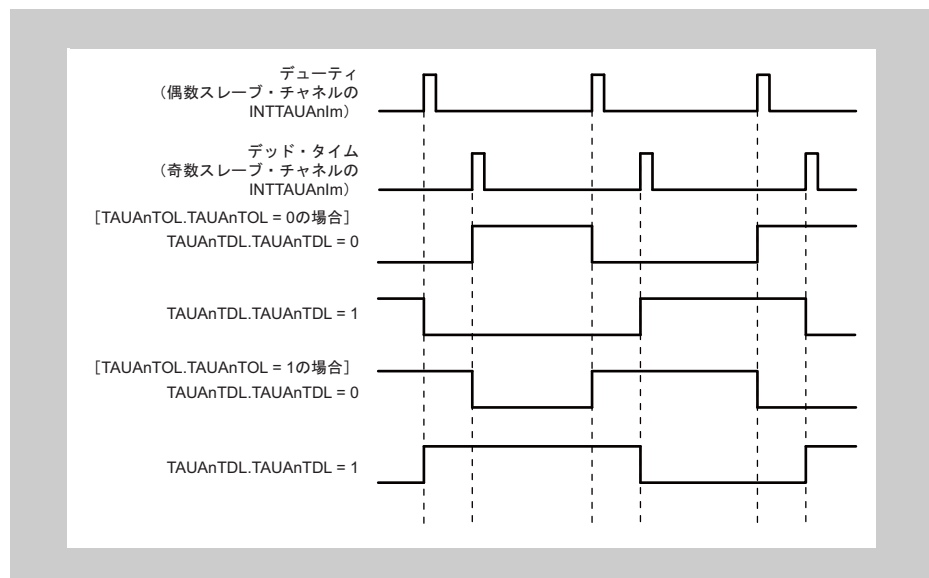 デューティ
（偶数スレーブ・チャネルの
INTTAUAnIm）
デッド・タイム
（奇数スレーブ・チャネルの
INTTAUAnIm）
［TAUAnTOL.TAUAnTOL = 0の場合］
TAUAnTDL.TAUAnTDL = 0
TAUAnTDL.TAUAnTDL = 1
［TAUAnTOL.TAUAnTOL = 1の場合］
TAUAnTDL.TAUAnTDL = 0
TAUAnTDL.TAUAnTDL = 1